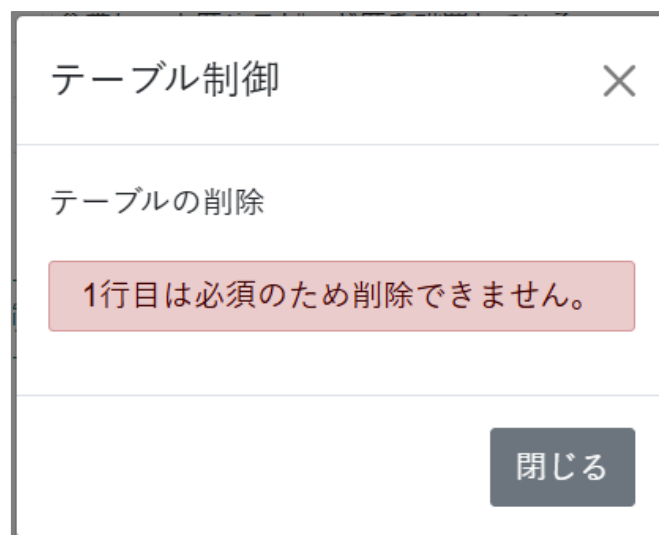 テーブル制御
テーブルの削除
1行目は必須のため削除できません。
閉じる